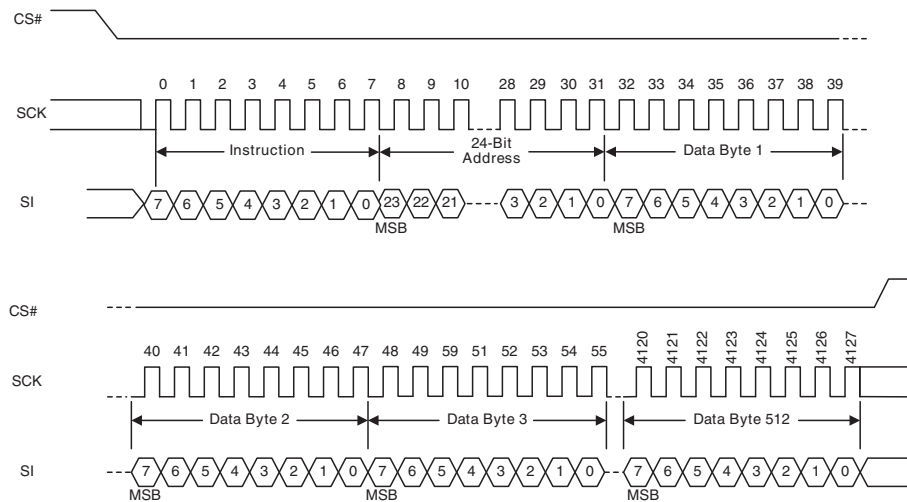 CS#
0 1 2 3 4 5 6 7 8 9 10 28 29 30 31 32 33 34 35 36 37 38 39
SCK
Instruction
24-Bit
Address
Data Byte 1
SI
7 6 5 4 3 2 1 0 23 22 21 3 2 1 0 7 6 5 4 3 2 1 0
MSB MSB
CS#
40 41 42 43 44 45 46 47 48 49 59 51 52 53 54 55 4120 4121 4122 4123 4124 4125 4126 4127
SCK
Data Byte 2 Data Byte 3 Data Byte 512
SI
7 6 5 4 3 2 1 0 7 6 5 4 3 2 1 0 7 6 5 4 3 2 1 0
MSB MSB MSB